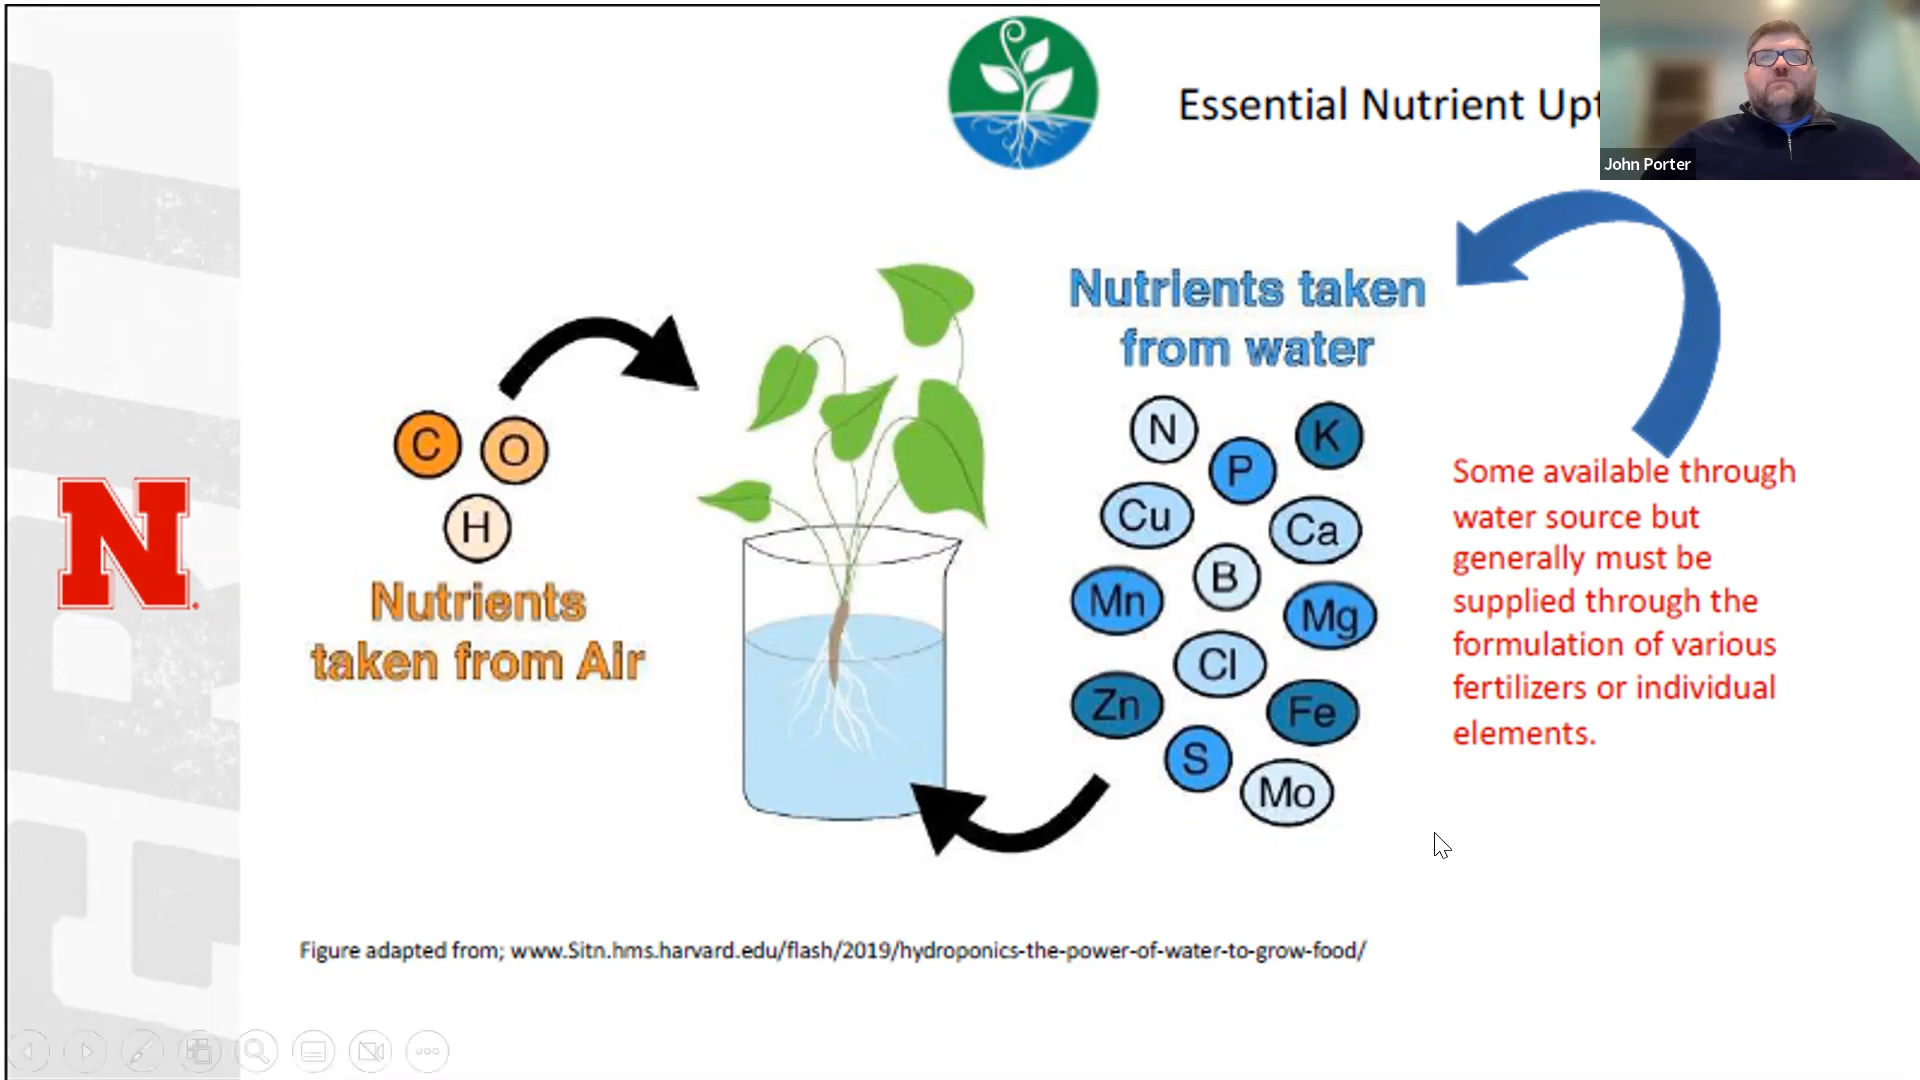 Essential Nutrient
John Porter
Nutrients taken
from water
N
K
P
Cu
Ca
B
Mn
Mg
Cl
Zn
Fe
S
Mo
C
O
H
Nutrients
taken from Air
Some available through
water source but
generally must be
supplied through the
formulation of various
fertilizers or individual
elements.
N
Figure adapted from; www.Sitn.hms.harvard.edu/flash/2019/hydroponics-the-power-of-water-to-grow-food/